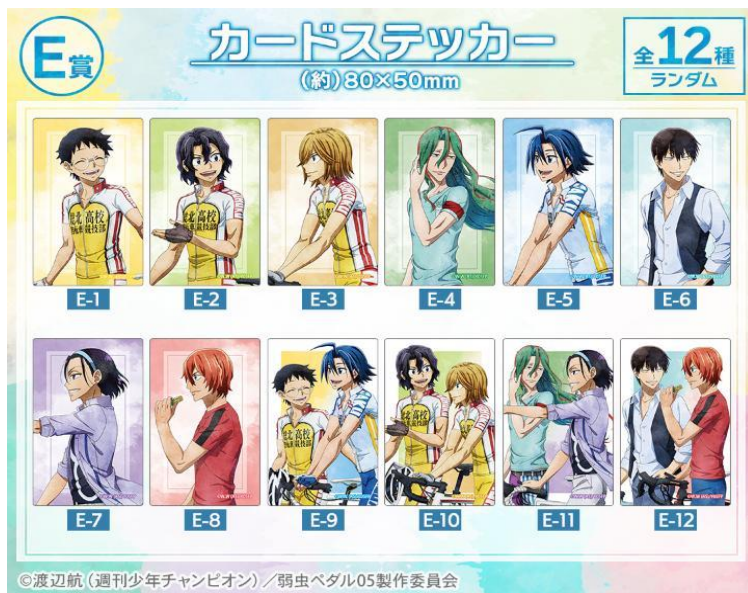 E賞
カードステッカー
(約)80×50mm
全12種
ランダム
E-1
E-2
E-3
E-4
E-5
E-6
E-7
E-8
E-9
E-10
E-11
E-12
©渡辺航(週刊少年チャンピオン)/弱虫ペダル05製作委員会